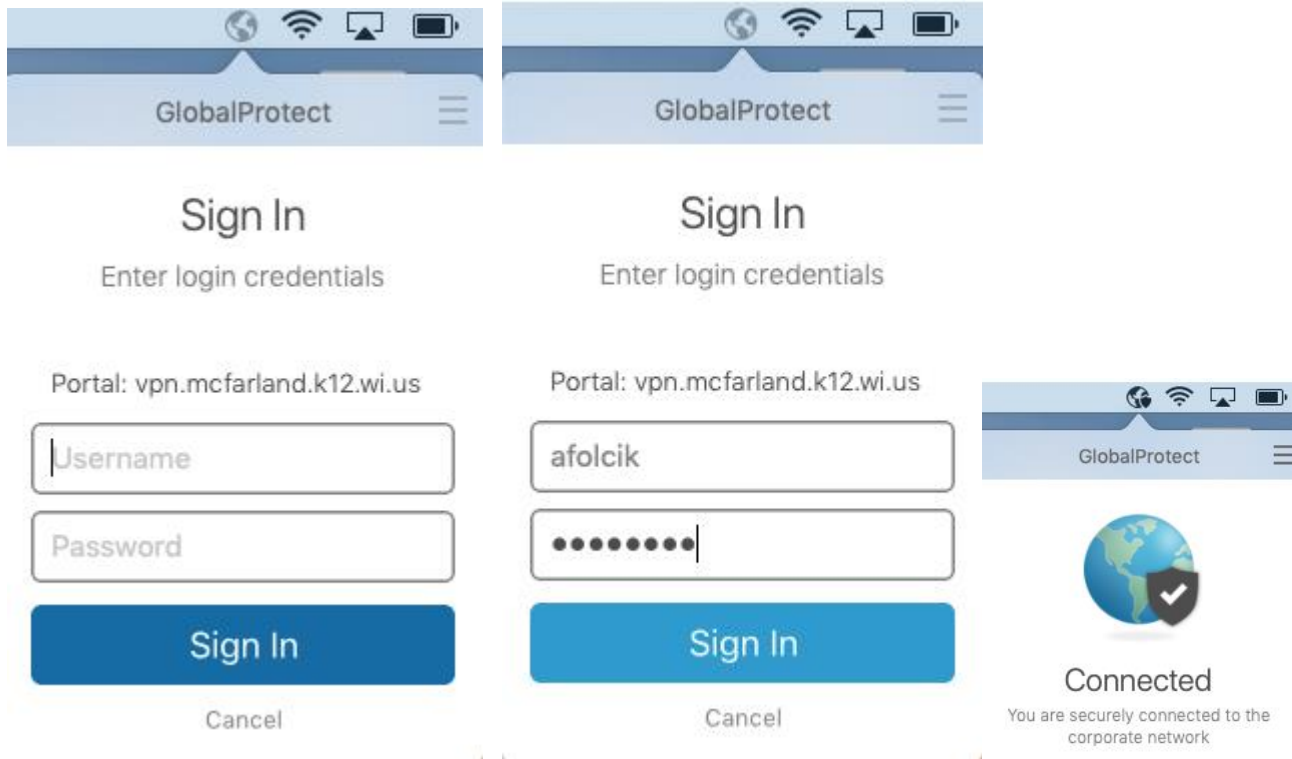 GlobalProtect
Sign In
Enter login credentials
Portal: vpn.mcfarland.k12.wi.us
Username
Password
Sign In
Cancel
GlobalProtect
Sign In
Enter login credentials
Portal: vpn.mcfarland.k12.wi.us
afolcik
●●●●●●●●
Sign In
Cancel
GlobalProtect
Connected
You are securely connected to the
corporate network